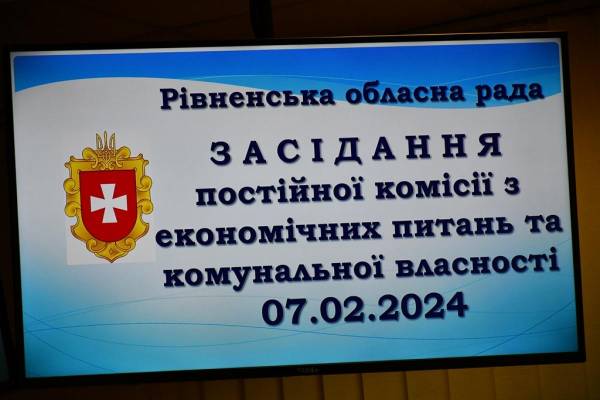 Рівненська обласна рада
ЗАСІДАННЯ
постійної комісії з
економічних питань та
комунальної власності
07.02.2024